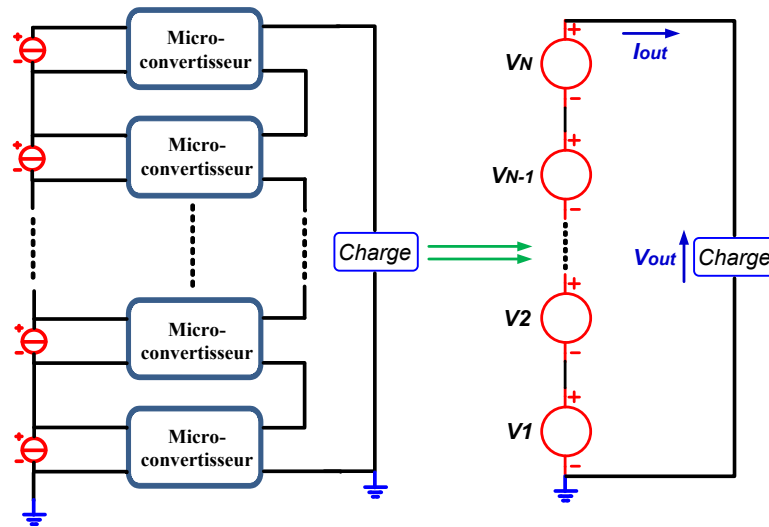 +
-
Micro-
convertisseur
+
-
Micro-
convertisseur
+
-
Micro-
convertisseur
+
-
Micro-
convertisseur
Charge
VN
+
-
Iout
VN-1
+
-
V2
+
-
V1
+
-
Vout
Charge